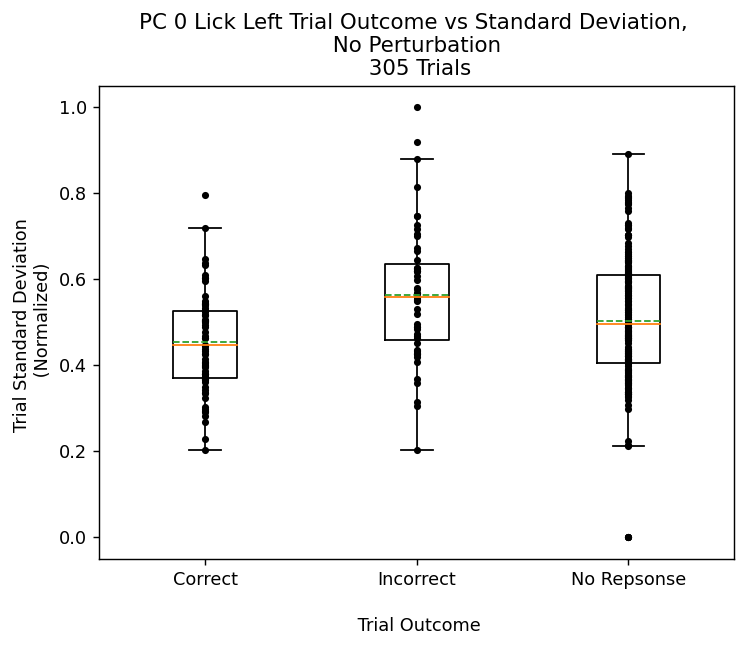 PC 0 Lick Left Trial Outcome vs Standard Deviation,
No Perturbation
305 Trials
Trial Standard Deviation
(Normalized)
1.0
0.8
0.6
0.4
0.2
0.0
Correct
Incorrect
No Repsonse
Trial Outcome